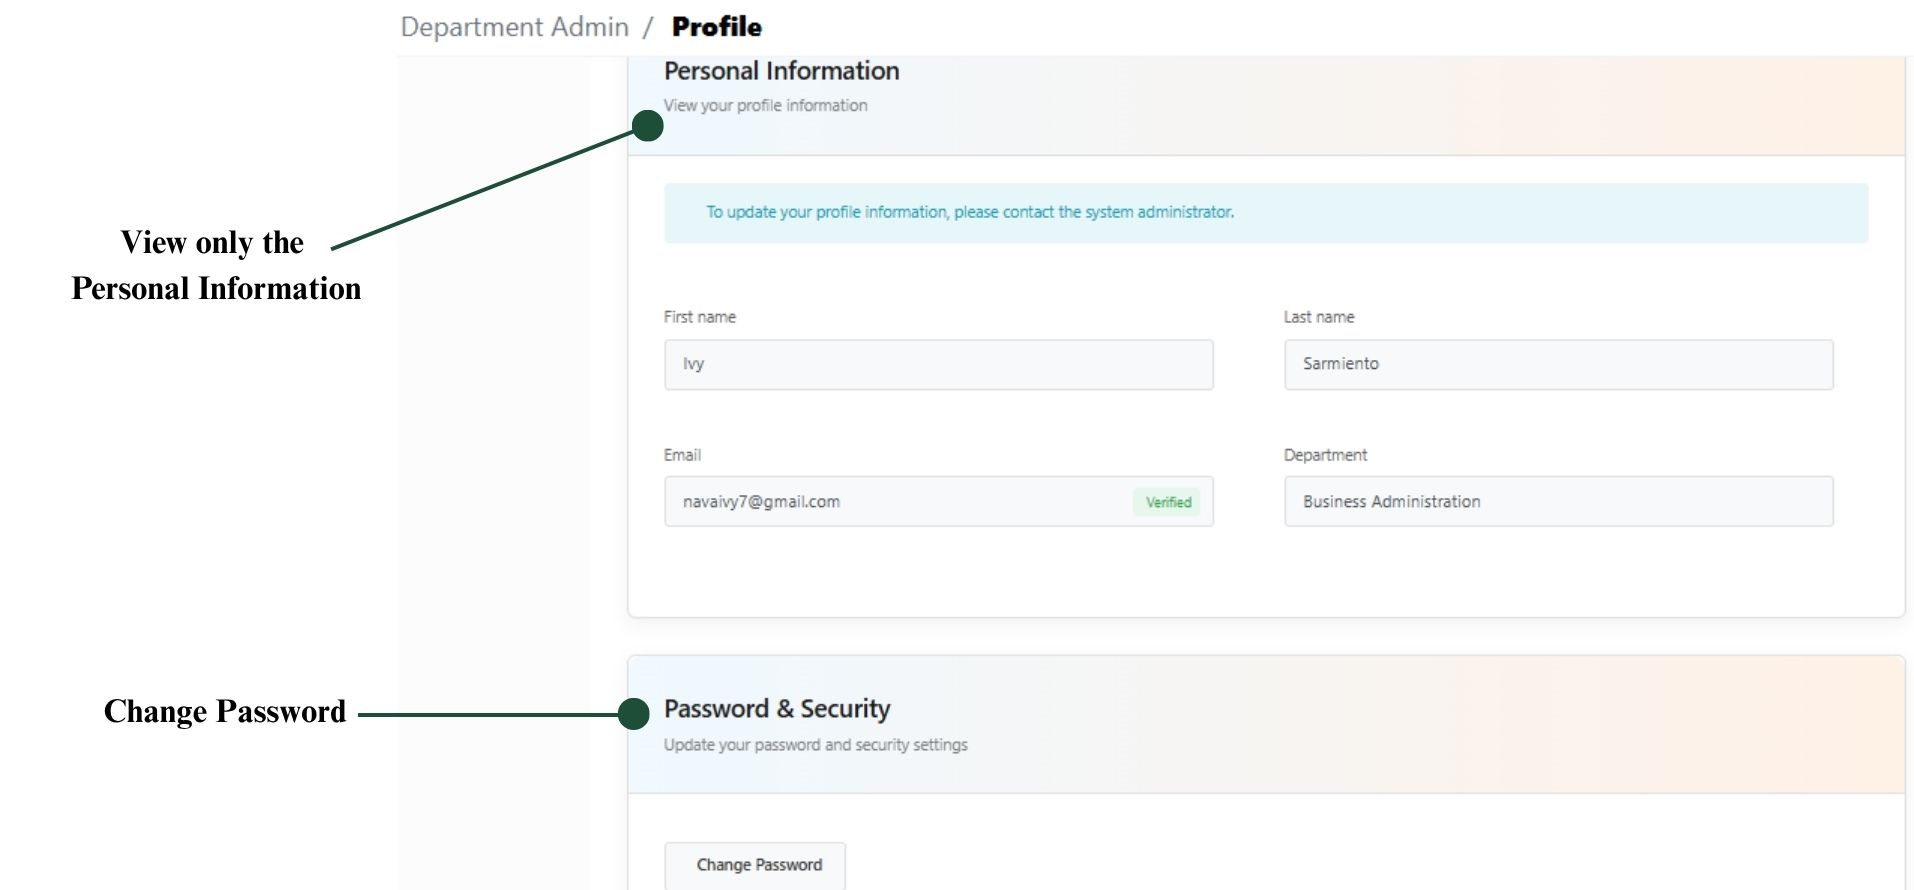 Department Admin / Profile
Personal Information
View your profile information
View only the
Personal Information
To update your profile information, please contact the system administrator.
First name
Last name
Ivy
Sarmiento
Email
Department
navaivy7@gmail.com
Verified
Business Administration
Change Password
Password & Security
Update your password and security settings
Change Password